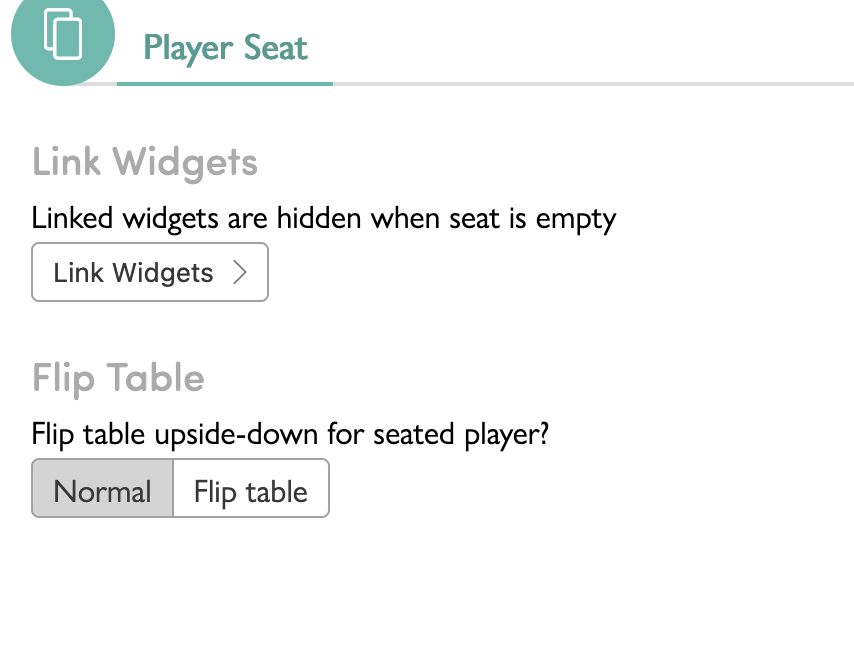 Player Seat
Link Widgets
Linked widgets are hidden when seat is empty
Link Widgets
Flip Table
Flip table upside-down for seated player?
Normal Flip table